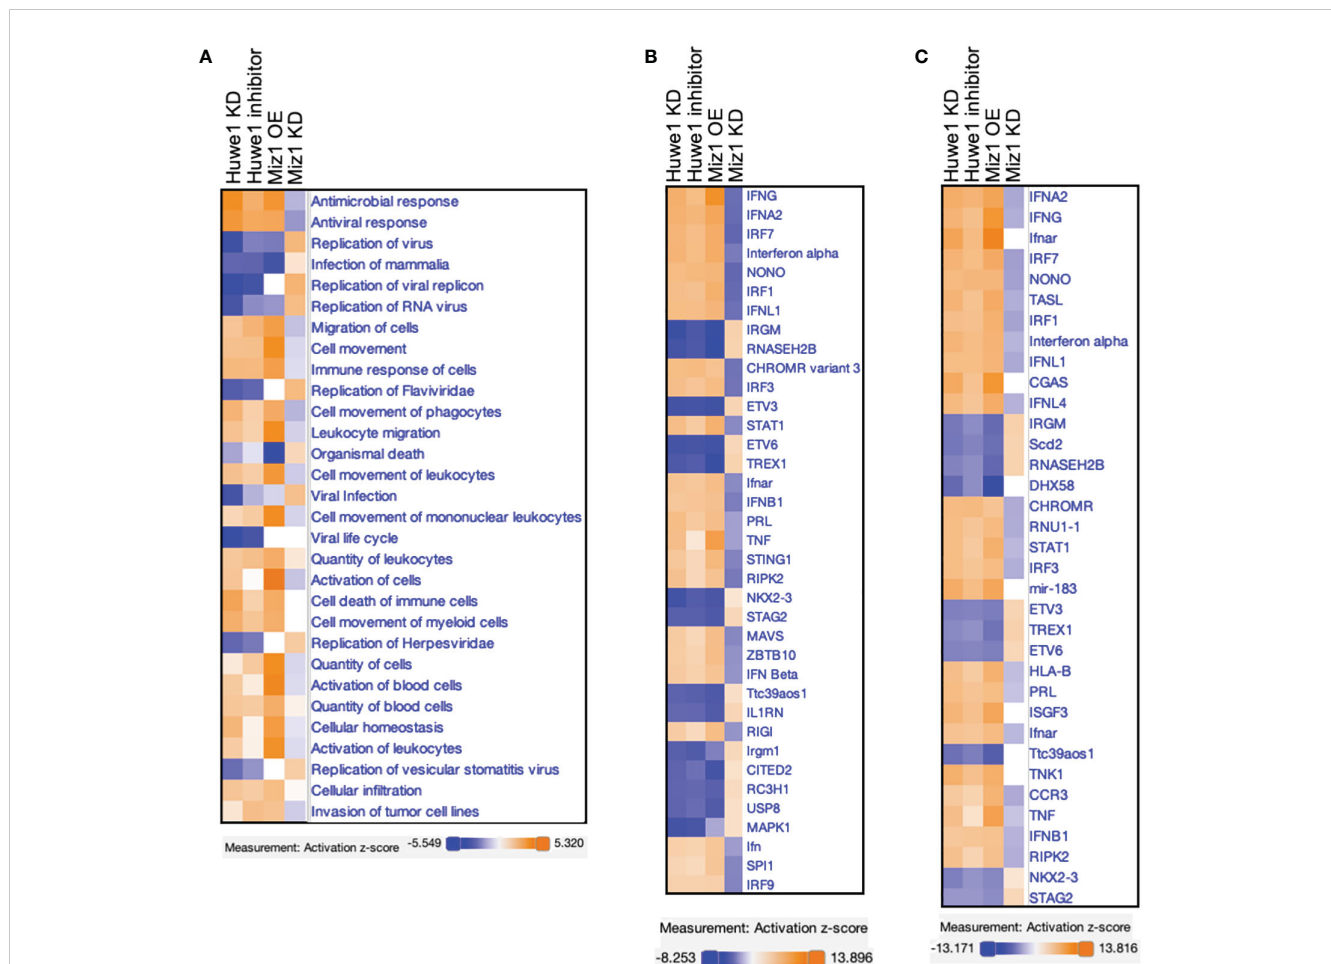 A
Huwe1 KD
Huwe1 inhibitor
Miz1 OE
Miz1 KD
Antimicrobial response
Antiviral response
Replication of virus
Infection of mammalia
Replication of viral replicon
Replication of RNA virus
Migration of cells
Cell movement
Immune response of cells
Replication of Flaviviridae
Cell movement of phagocytes
Leukocyte migration
Organismal death
Cell movement of leukocytes
Viral Infection
Cell movement of mononuclear leukocytes
Viral life cycle
Quantity of leukocytes
Activation of cells
Cell death of immune cells
Cell movement of myeloid cells
Replication of Herpesviridae
Quantity of cells
Activation of blood cells
Quantity of blood cells
Cellular homeostasis
Activation of leukocytes
Replication of vesicular stomatitis virus
Cellular infiltration
Invasion of tumor cell lines
Measurement: Activation z-score -5.549 5.320
B
Huwe1 KD
Huwe1 inhibitor
Miz1 OE
Miz1 KD
IFNG
IFNA2
IRF7
Interferon alpha
NONO
IRF1
IFNL1
IRGM
RNASEH2B
CHROMR variant 3
IRF3
ETV3
STAT1
ETV6
TREX1
Ifnar
IFNB1
PRL
TNF
STING1
RIPK2
NKX2-3
STAG2
MAVS
ZBTB10
IFN Beta
Ttc39aos1
IL1RN
RIGI
Irgm1
CITED2
RC3H1
USP8
MAPK1
Ifn
SPI1
IRF9
Measurement: Activation z-score
-8.253 13.896
C
Huwe1 KD
Huwe1 inhibitor
Miz1 OE
Miz1 KD
IFNA2
IFNG
Ifnar
IRF7
NONO
TASL
IRF1
Interferon alpha
IFNL1
CGAS
IFNL4
IRGM
Scd2
RNASEH2B
DHX58
CHROMR
RNU1-1
STAT1
IRF3
mir-183
ETV3
TREX1
ETV6
HLA-B
PRL
ISGF3
Ifnar
Ttc39aos1
TNK1
CCR3
TNF
IFNB1
RIPK2
NKX2-3
STAG2
Measurement: Activation z-score
-13.171 13.816